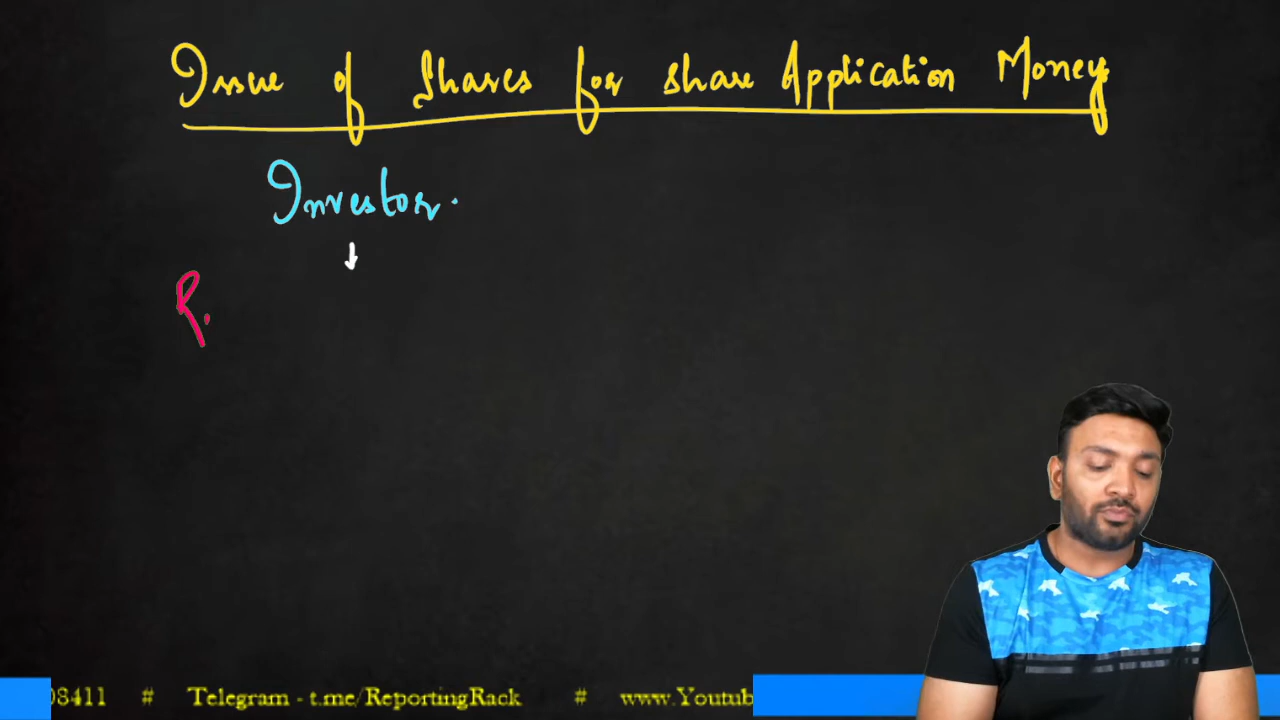 Issue of Shares for share Application Money
Investor.
R.
08411 # Telegram - t.me/ReportingRack # www.Youtub